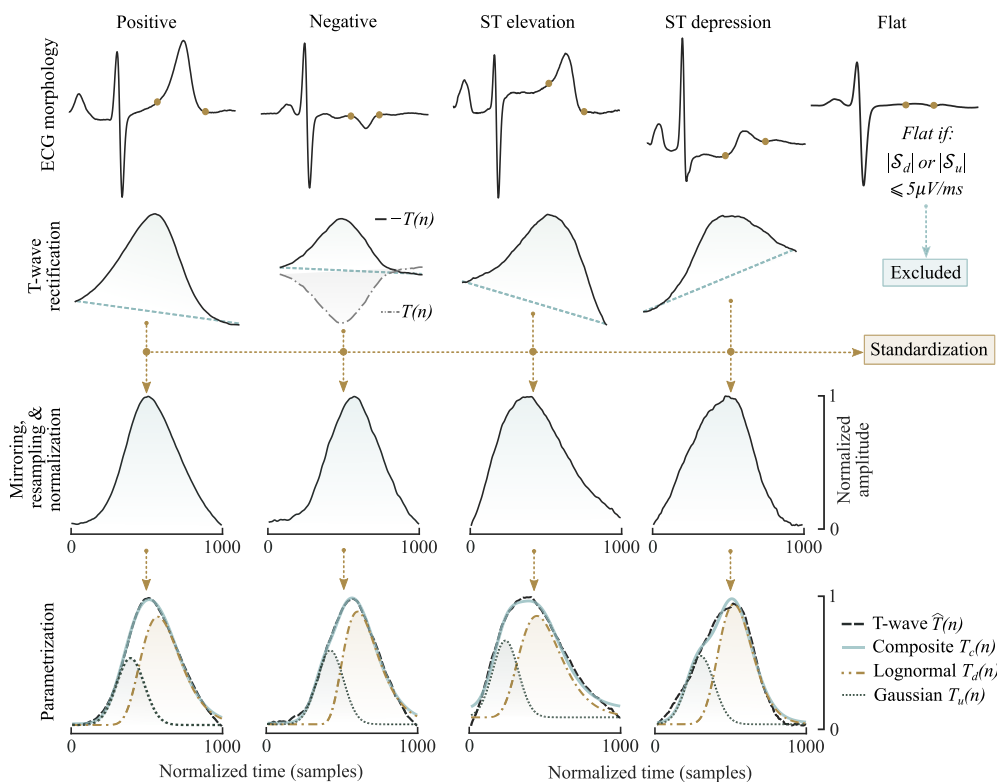 Positive
Negative
ST elevation
ST depression
Flat
ECG morphology
Flat if:
|𝒮d| or |𝒮u|
⩽ 5μV/ms
T-wave
rectification
−T(n)
T(n)
Excluded
Standardization
Mirroring,
resampling &
normalization
1
Normalized
amplitude
0
0 1000 0 1000 0 1000 0 1000
Parametrization
1
0
T-wave T̂(n)
Composite Tc(n)
Lognormal Td(n)
Gaussian Tu(n)
0 1000 0 1000 0 1000 0 1000
Normalized time (samples)
Normalized time (samples)